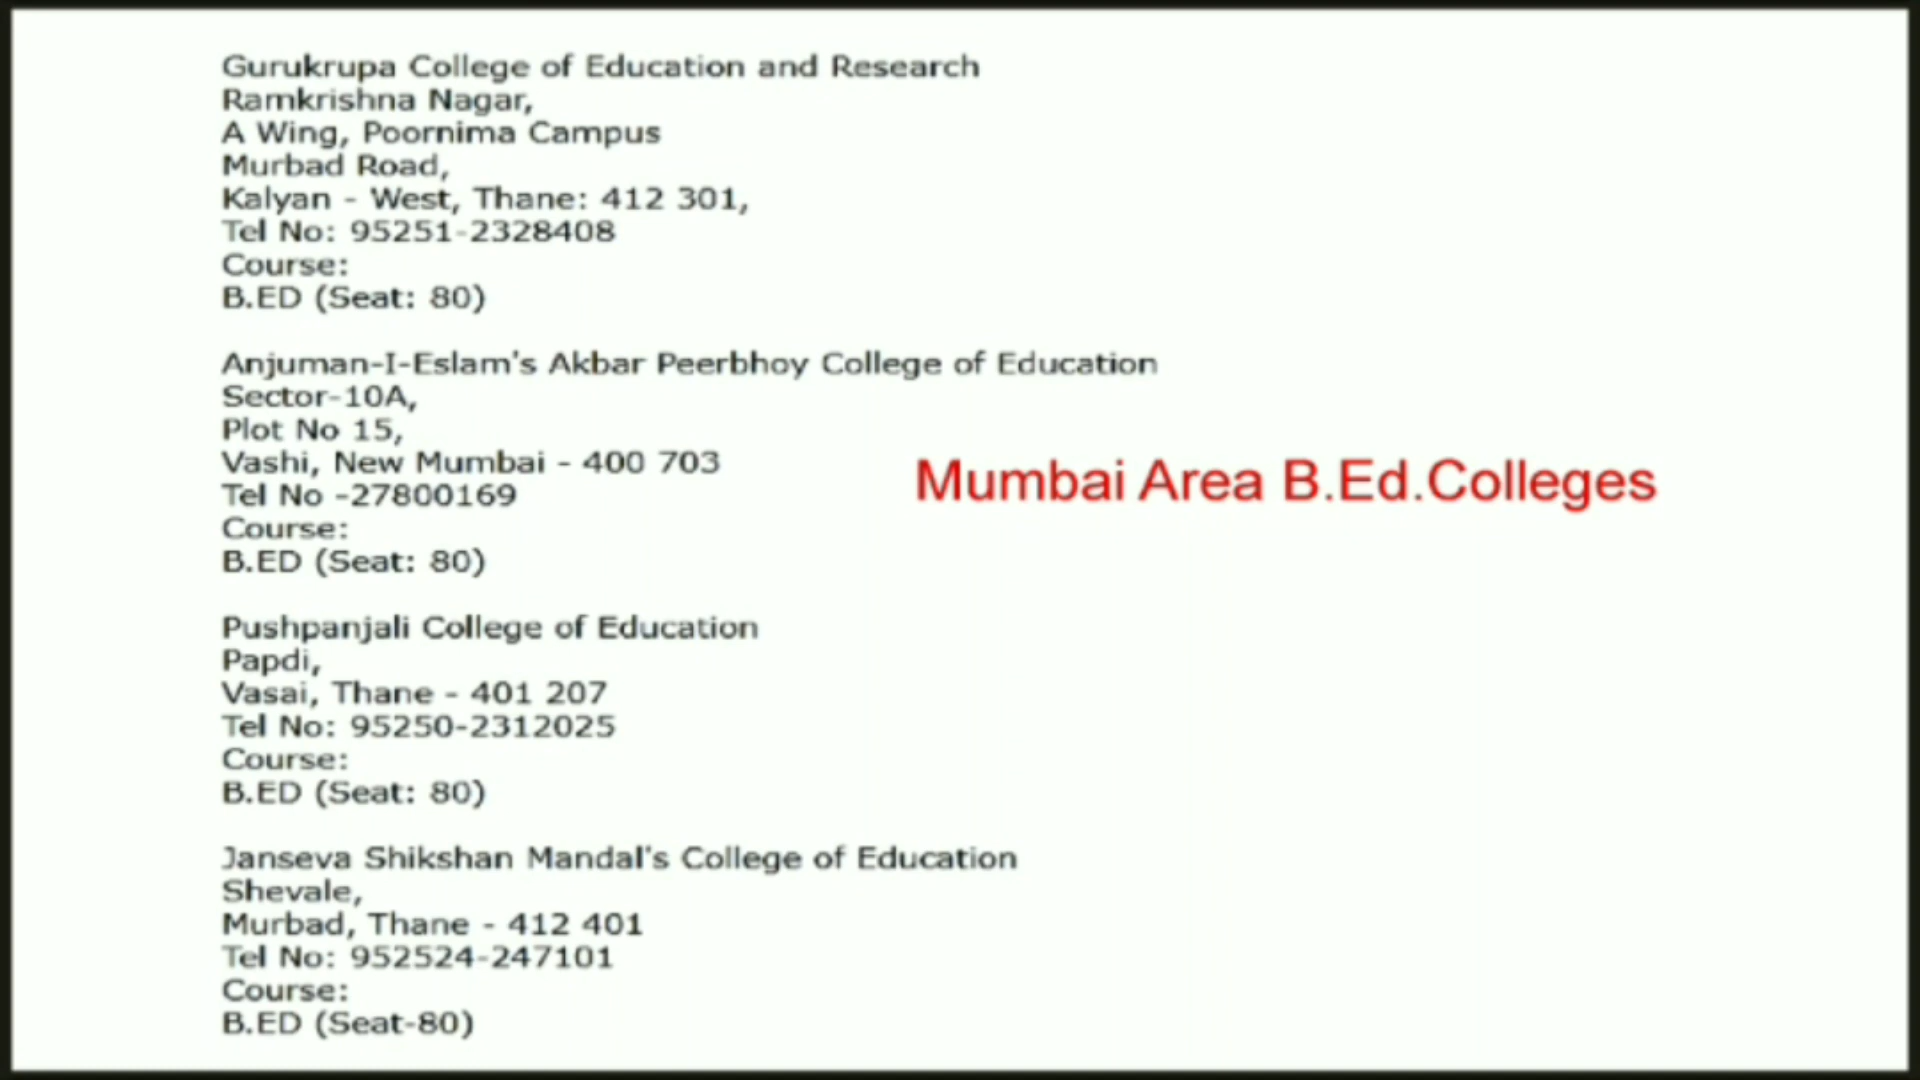 Gurukrupa College of Education and Research
Ramkrishna Nagar,
A Wing, Poornima Campus
Murbad Road,
Kalyan - West, Thane: 412 301,
Tel No: 95251-2328408
Course:
B.ED (Seat: 80)
Anjuman-I-Eslam's Akbar Peerbhoy College of Education
Sector-10A,
Plot No 15,
Vashi, New Mumbai - 400 703
Tel No -27800169
Course:
B.ED (Seat: 80)
Mumbai Area B.Ed.Colleges
Pushpanjali College of Education
Papdi,
Vasai, Thane - 401 207
Tel No: 95250-2312025
Course:
B.ED (Seat: 80)
Janseva Shikshan Mandal's College of Education
Shevale,
Murbad, Thane - 412 401
Tel No: 952524-247101
Course:
B.ED (Seat-80)